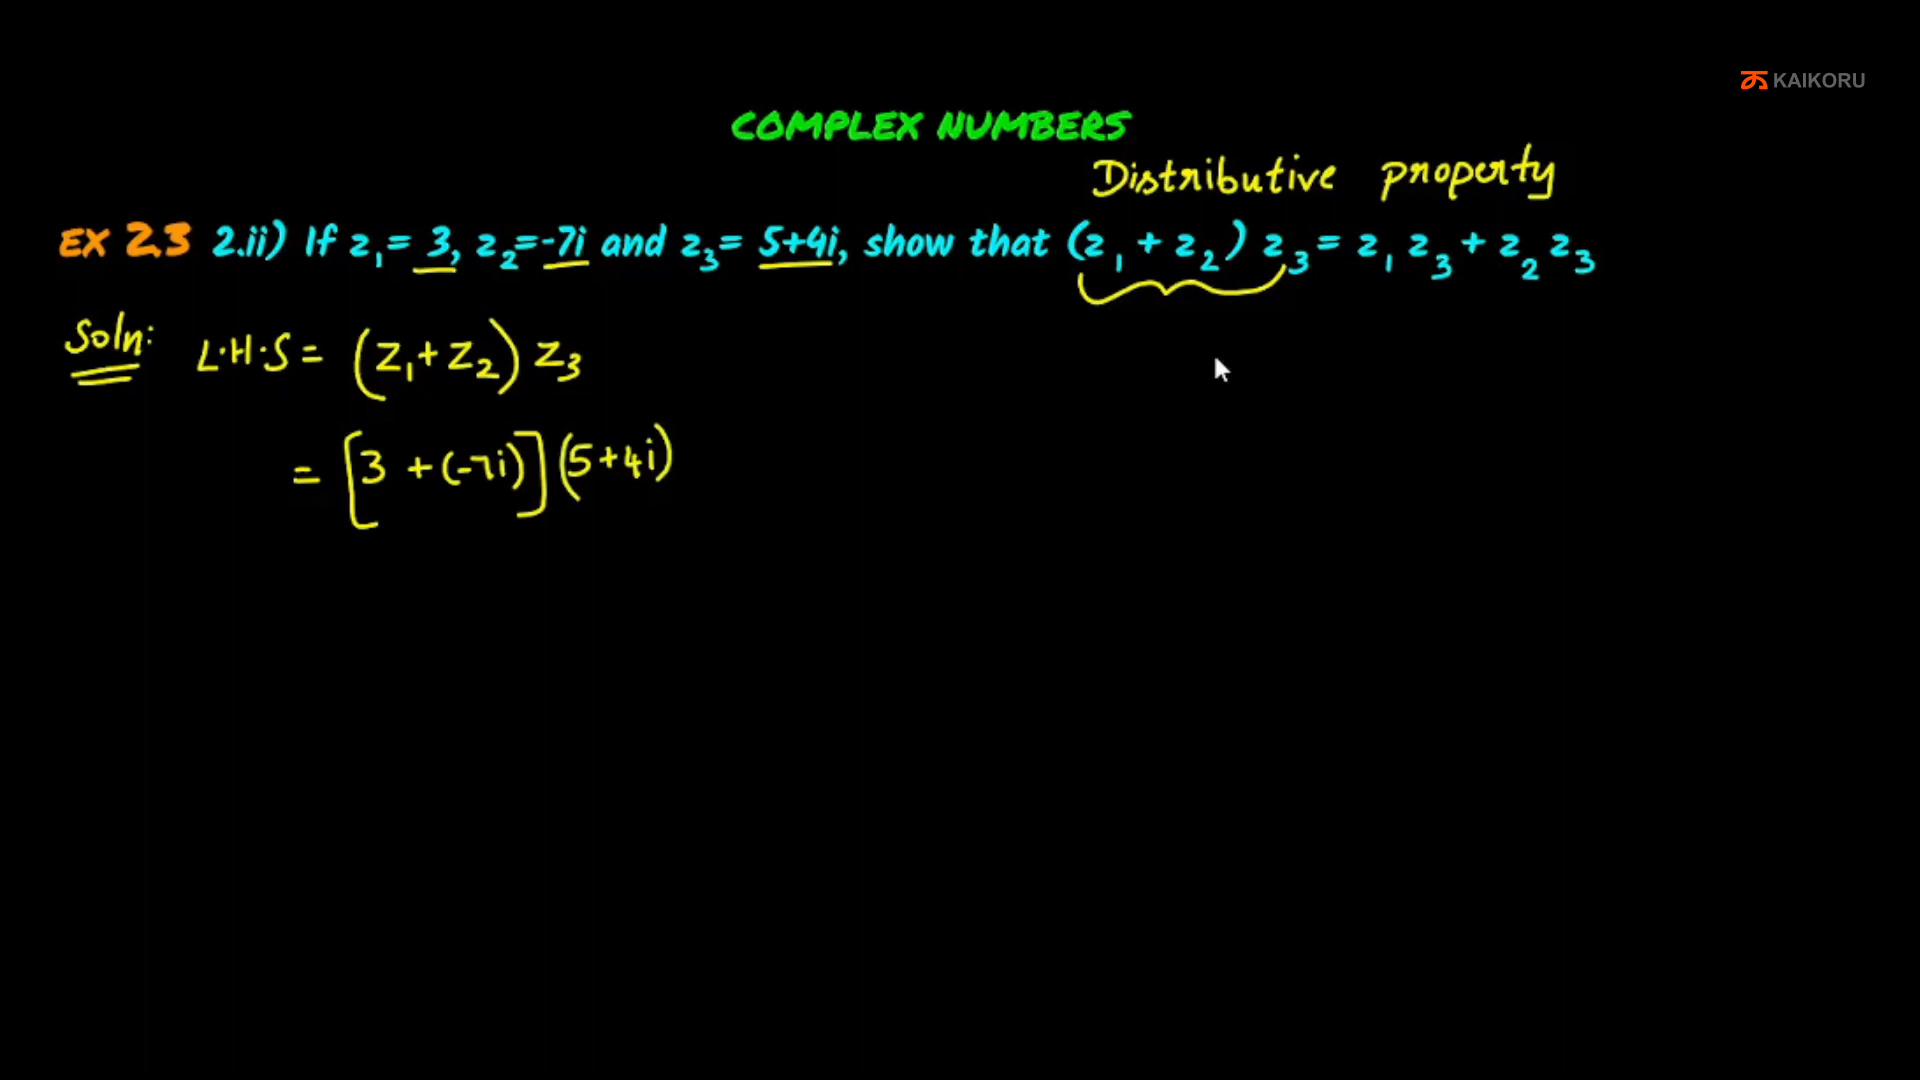 KAIKORU
COMPLEX NUMBERS
Distributive property
EX 2.3 2.ii) If z₁= 3, z₂=-7i and z₃= 5+4i, show that (z₁ + z₂) z₃ = z₁ z₃ + z₂ z₃
Soln: L.H.S = (z₁+z₂) z₃
= [3 + (-7i)] (5+4i)